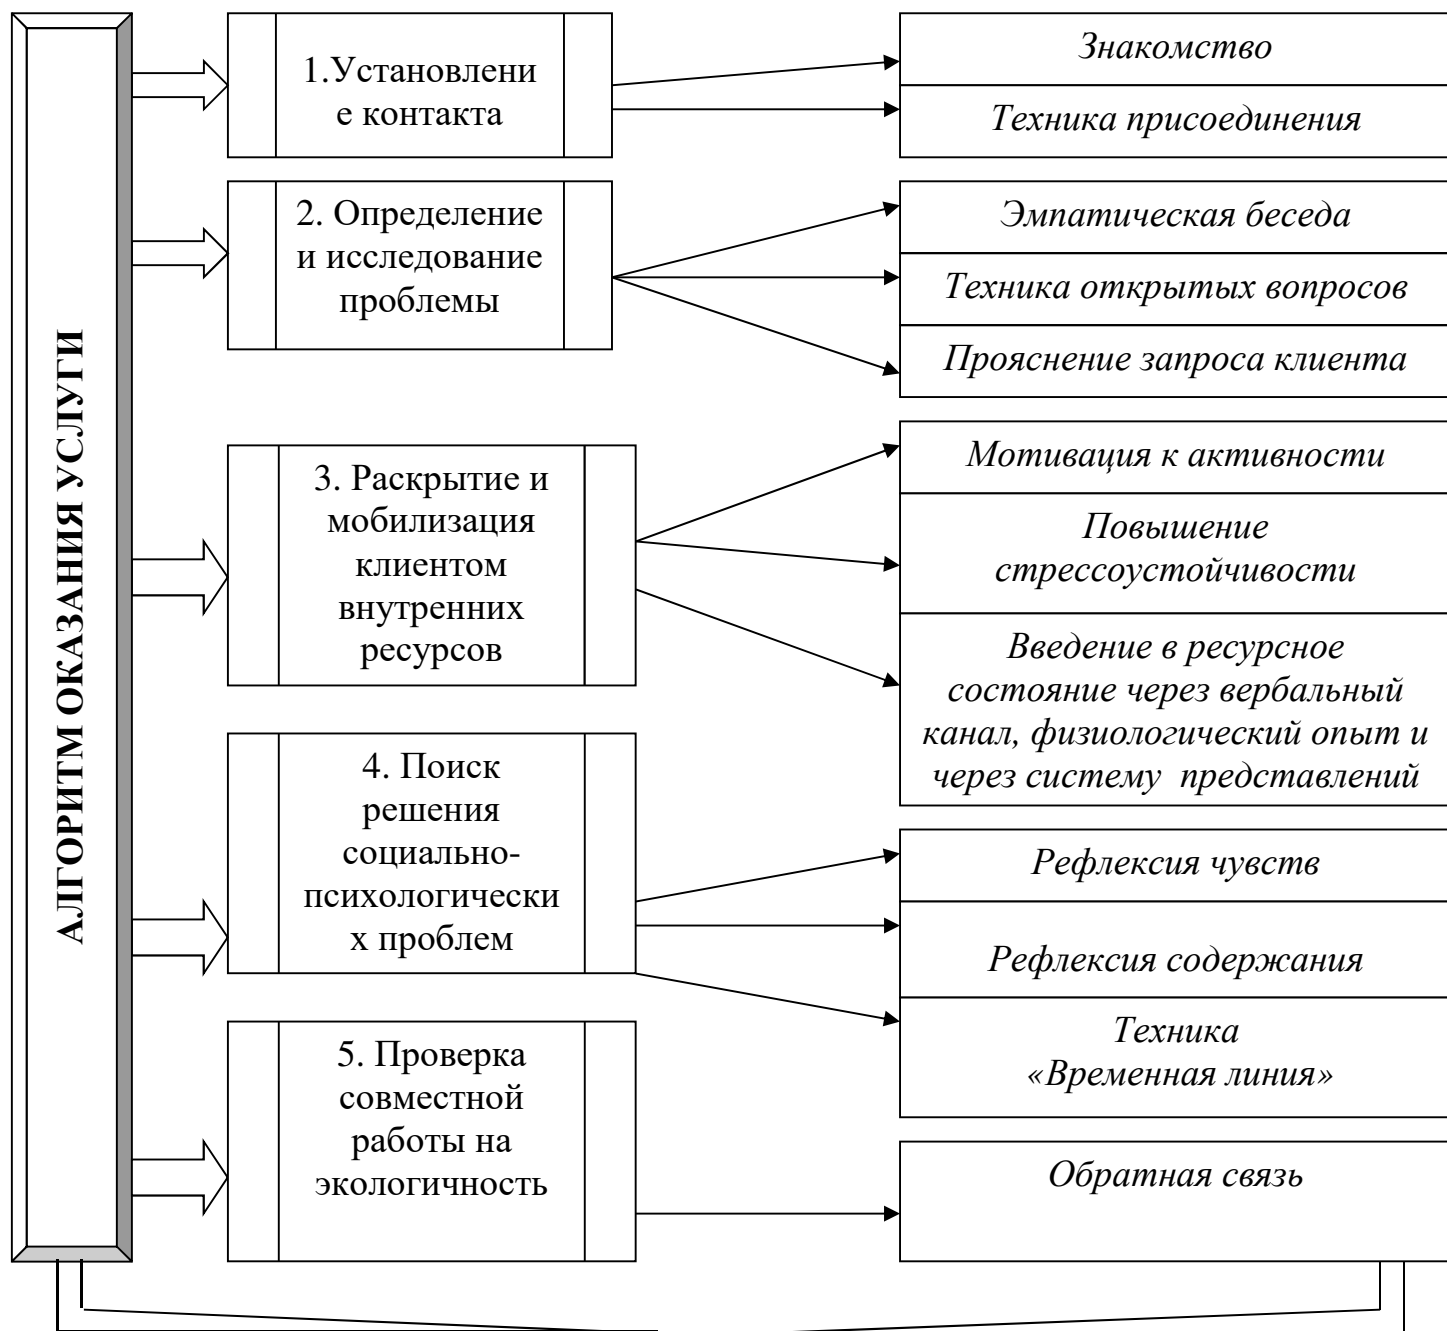 АЛГОРИТМ ОКАЗАНИЯ УСЛУГИ
1.Установлени
е контакта
Знакомство
Техника присоединения
2. Определение
и исследование
проблемы
Эмпатическая беседа
Техника открытых вопросов
Прояснение запроса клиента
3. Раскрытие и
мобилизация
клиентом
внутренних
ресурсов
Мотивация к активности
Повышение
стрессоустойчивости
Введение в ресурсное
состояние через вербальный
канал, физиологический опыт и
через систему  представлений
4. Поиск
решения
социально-
психологически
х проблем
Рефлексия чувств
Рефлексия содержания
Техника
«Временная линия»
5. Проверка
совместной
работы на
экологичность
Обратная связь